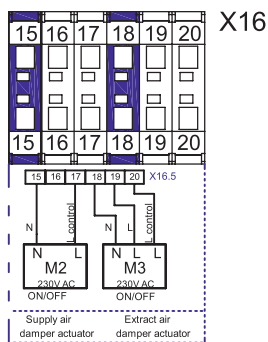 X16
15 16 17 18 19 20
15 16 17 18 19 20
15 16 17 18 19 20 X16.5
N L control N L L control
N L N L L
M2 M3
230V AC 230V AC
ON/OFF ON/OFF
Supply air Extract air
damper actuator damper actuator